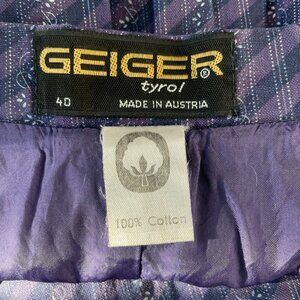 GEIGER®
tyrol
40 MADE IN AUSTRIA
100% Cotton